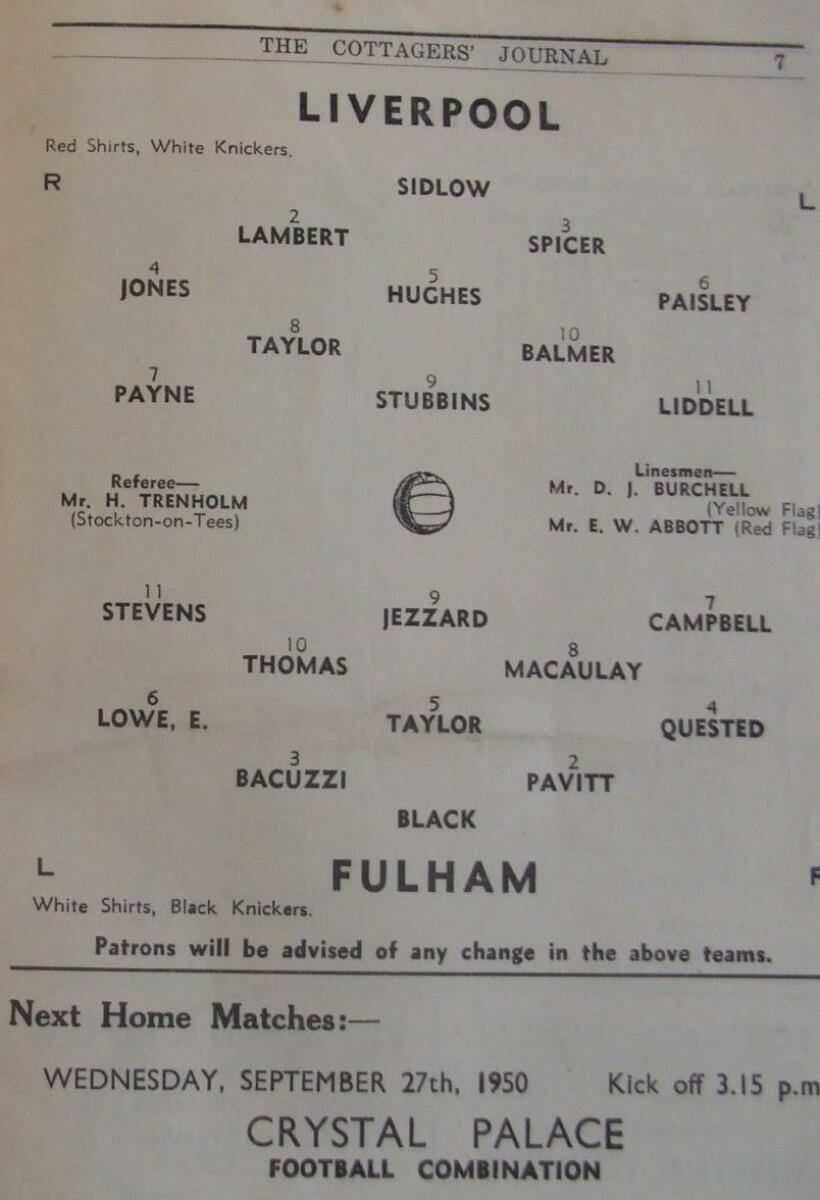 THE COTTAGERS' JOURNAL 7
LIVERPOOL
Red Shirts, White Knickers.
R SIDLOW L
2 3
LAMBERT SPICER
4 5 6
JONES HUGHES PAISLEY
8 10
TAYLOR BALMER
7 9 11
PAYNE STUBBINS LIDDELL
Referee— Linesmen—
Mr. H. TRENHOLM Mr. D. J. BURCHELL
(Stockton-on-Tees) (Yellow Flag)
Mr. E. W. ABBOTT (Red Flag)
11 9 7
STEVENS JEZZARD CAMPBELL
10 8
THOMAS MACAULAY
6 5 4
LOWE, E. TAYLOR QUESTED
3 2
BACUZZI PAVITT
BLACK
L FULHAM R
White Shirts, Black Knickers.
Patrons will be advised of any change in the above teams.
Next Home Matches:—
WEDNESDAY, SEPTEMBER 27th, 1950 Kick off 3.15 p.m
CRYSTAL PALACE
FOOTBALL COMBINATION